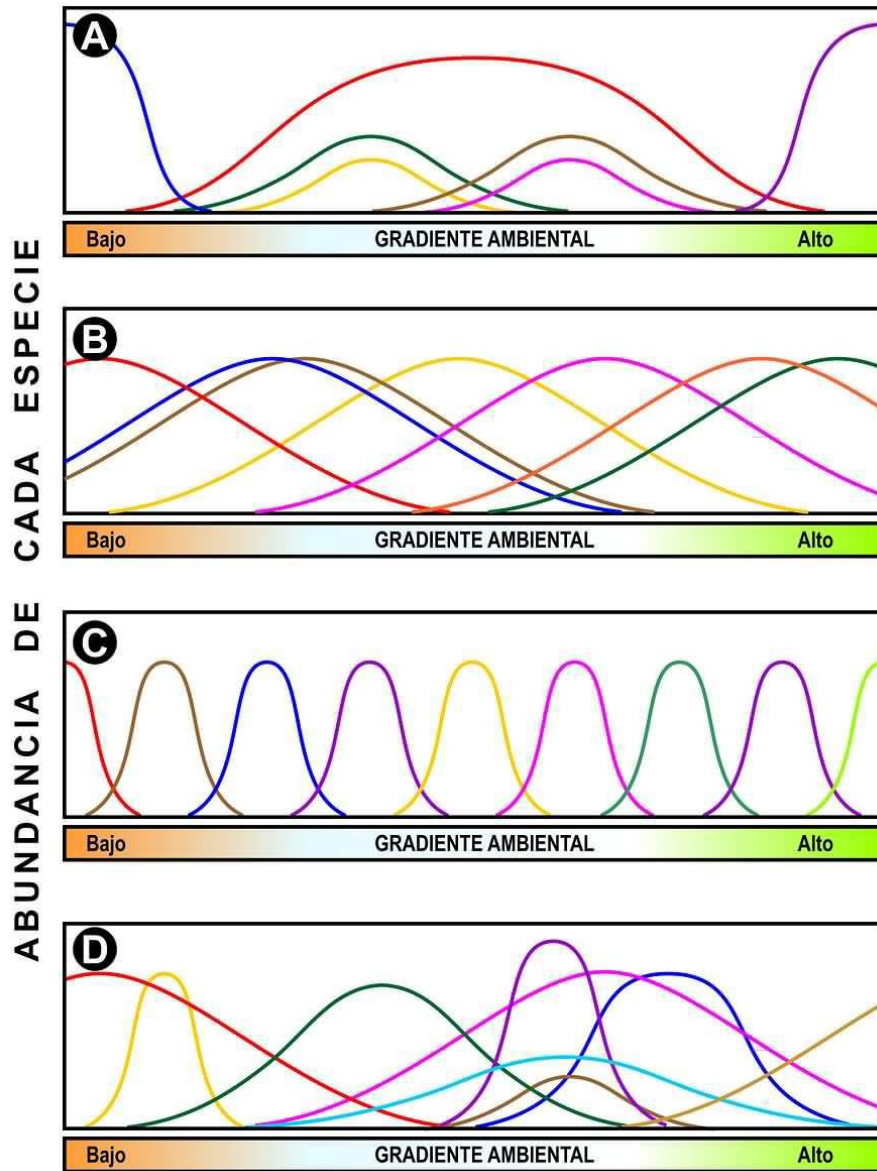 ABUNDANCIA DE CADA ESPECIE
A
Bajo GRADIENTE AMBIENTAL Alto
B
Bajo GRADIENTE AMBIENTAL Alto
C
Bajo GRADIENTE AMBIENTAL Alto
D
Bajo GRADIENTE AMBIENTAL Alto